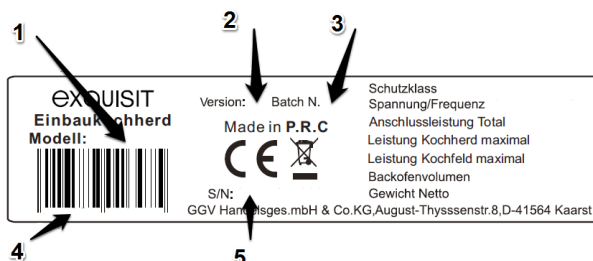 1
2
3
EXQUISIT
Einbaukochherd
Modell:
Version: Batch N.
Made in P.R.C
CE
S/N:
Schutzklass
Spannung/Frequenz
Anschlussleistung Total
Leistung Kochherd maximal
Leistung Kochfeld maximal
Backofenvolumen
Gewicht Netto
GGV Handelsges.mbH & Co.KG,August-Thysssenstr.8,D-41564 Kaarst
4
5